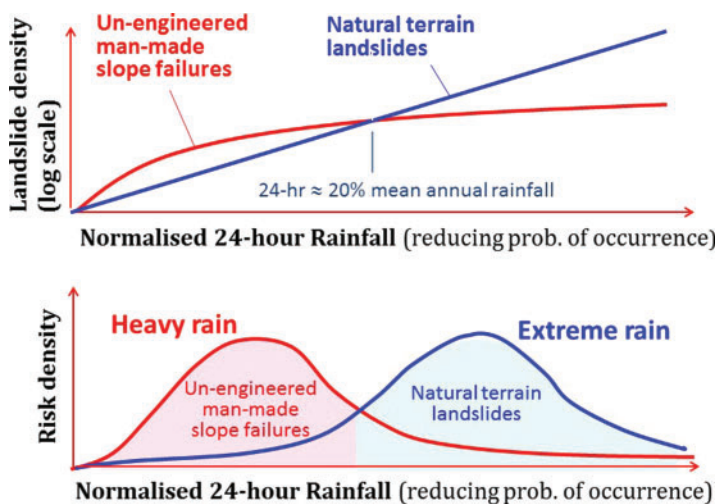 Un-engineered
man-made
slope failures
Natural terrain
landslides
Landslide density
(log scale)
24-hr ≈ 20% mean annual rainfall
Normalised 24-hour Rainfall (reducing prob. of occurrence)
Heavy rain
Extreme rain
Risk density
Un-engineered
man-made
slope failures
Natural terrain
landslides
Normalised 24-hour Rainfall (reducing prob. of occurrence)